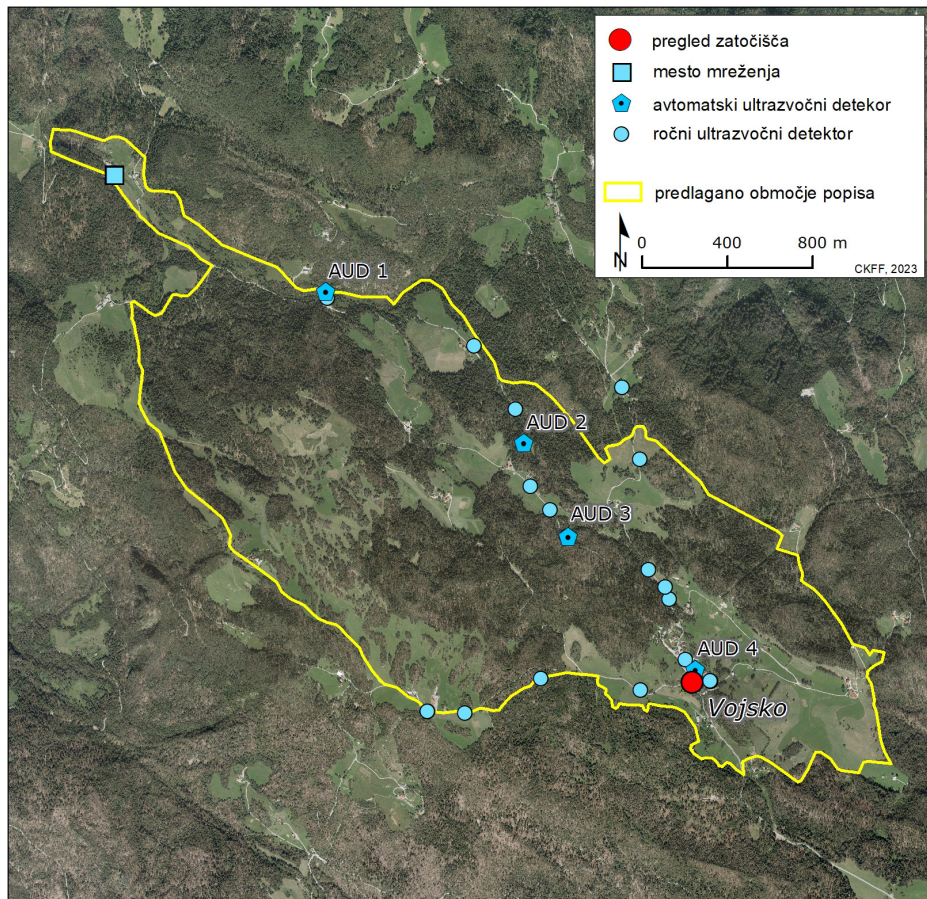 pregled zatočišča
mesto mreženja
avtomatski ultrazvočni detekor
ročni ultrazvočni detektor
predlagano območje popisa
N
0 400 800 m
CKFF, 2023
AUD 1
AUD 2
AUD 3
AUD 4
Vojsko